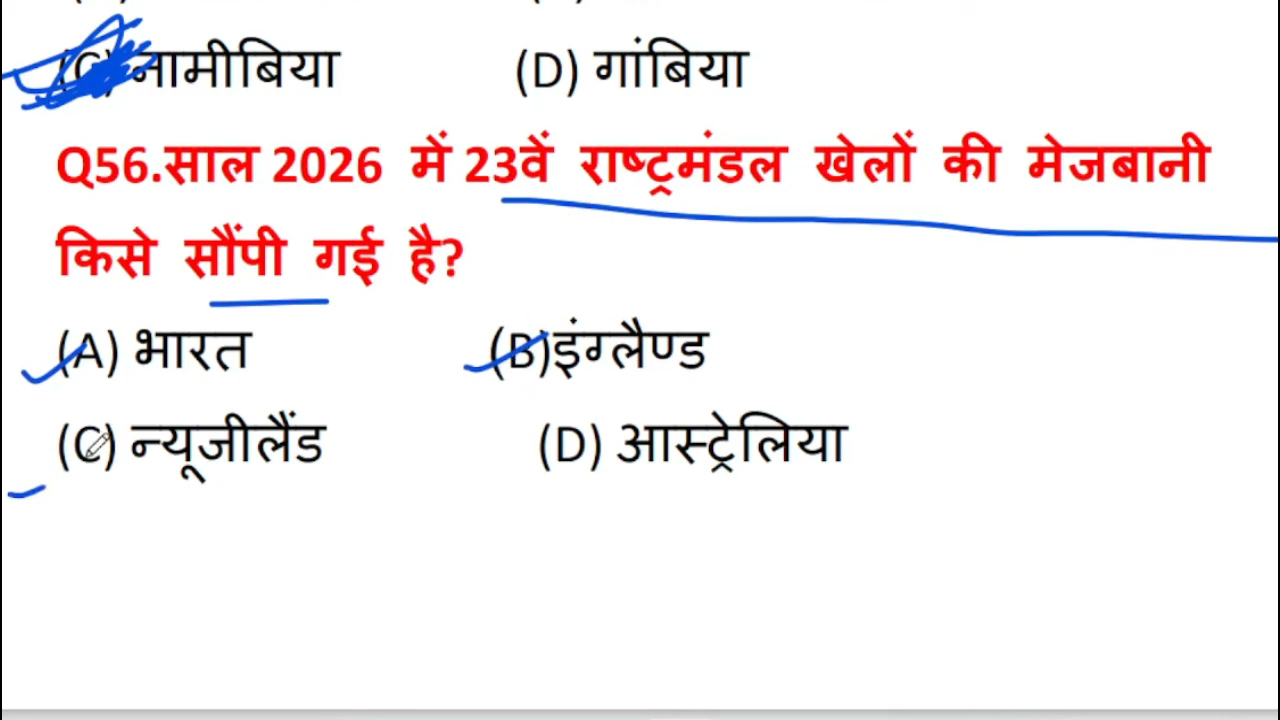 (C) नामीबिया (D) गांबिया
Q56.साल 2026 में 23वें राष्ट्रमंडल खेलों की मेजबानी
किसे सौंपी गई है?
(A) भारत (B)इंग्लैण्ड
(C) न्यूजीलैंड (D) आस्ट्रेलिया